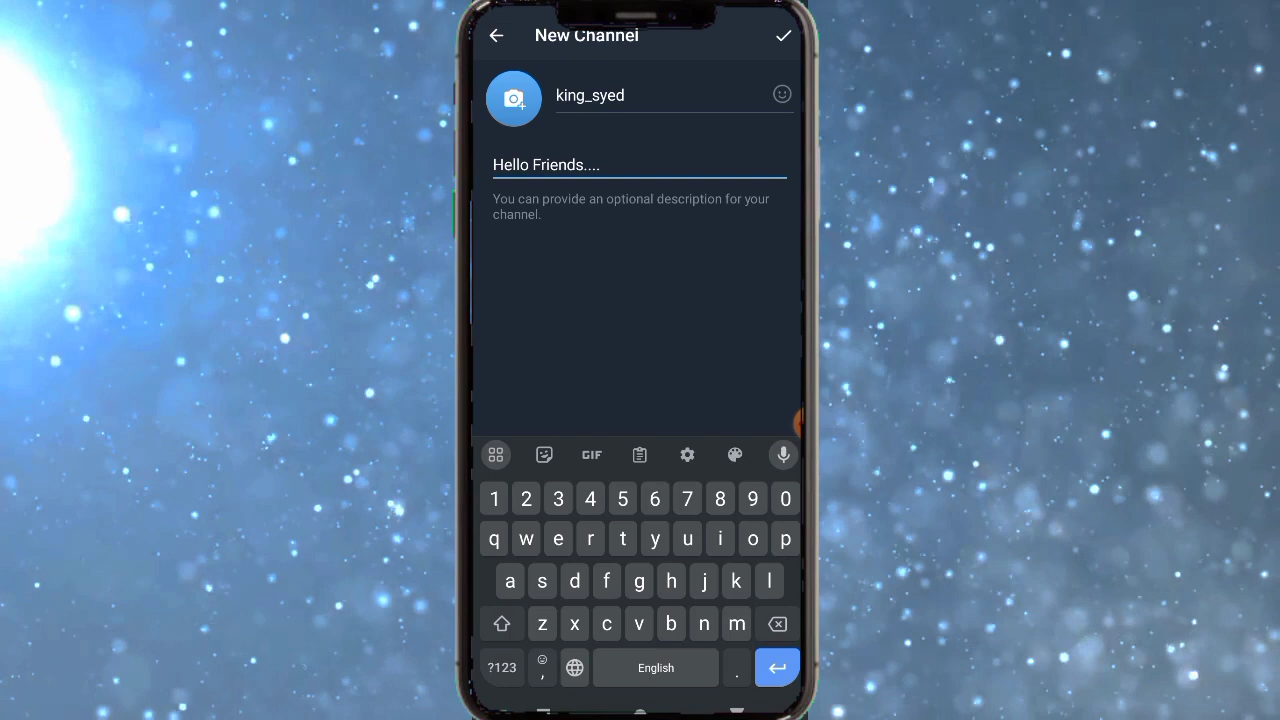 New Channel
king_syed
Hello Friends....
You can provide an optional description for your
channel.
GIF
1 2 3 4 5 6 7 8 9 0
q w e r t y u i o p
a s d f g h j k l
z x c v b n m
?123 , English .